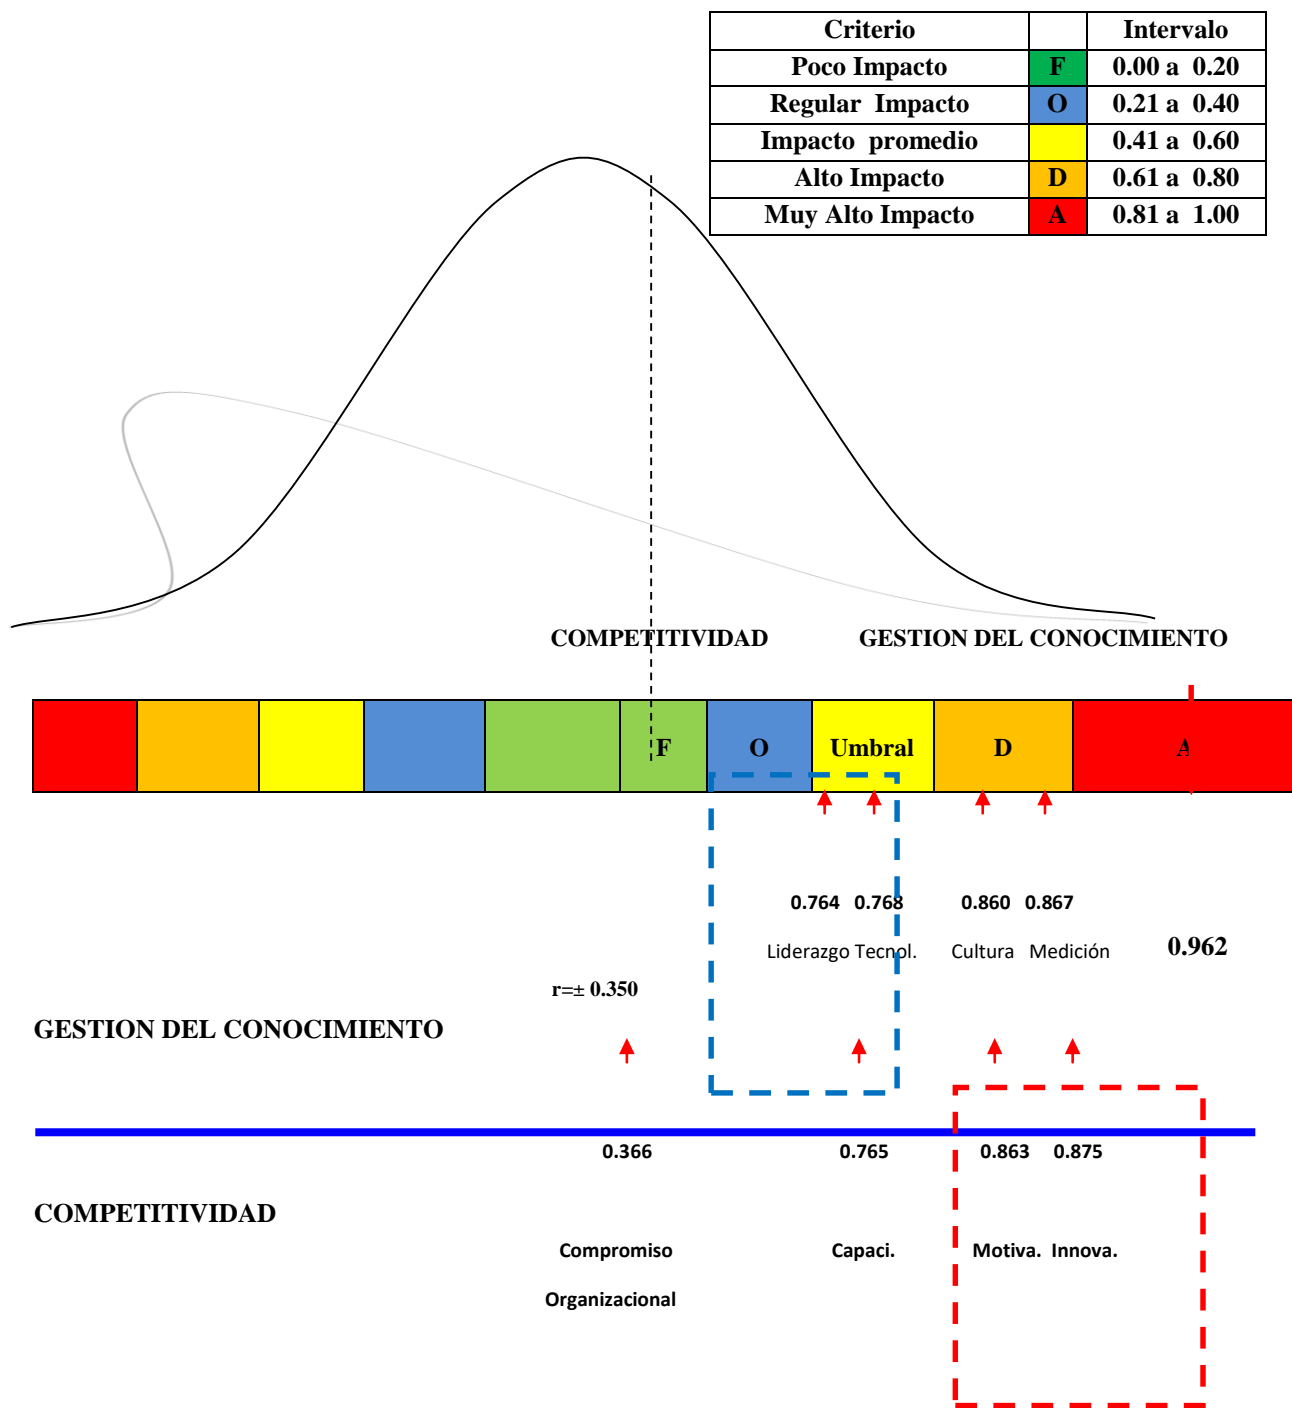 Criterio Intervalo
Poco Impacto F 0.00 a 0.20
Regular Impacto O 0.21 a 0.40
Impacto promedio 0.41 a 0.60
Alto Impacto D 0.61 a 0.80
Muy Alto Impacto A 0.81 a 1.00
COMPETITIVIDAD GESTION DEL CONOCIMIENTO
F O Umbral D A
0.764 0.768 0.860 0.867
Liderazgo Tecnol. Cultura Medición 0.962
r=± 0.350
GESTION DEL CONOCIMIENTO
0.366 0.765 0.863 0.875
COMPETITIVIDAD
Compromiso Capaci. Motiva. Innova.
Organizacional